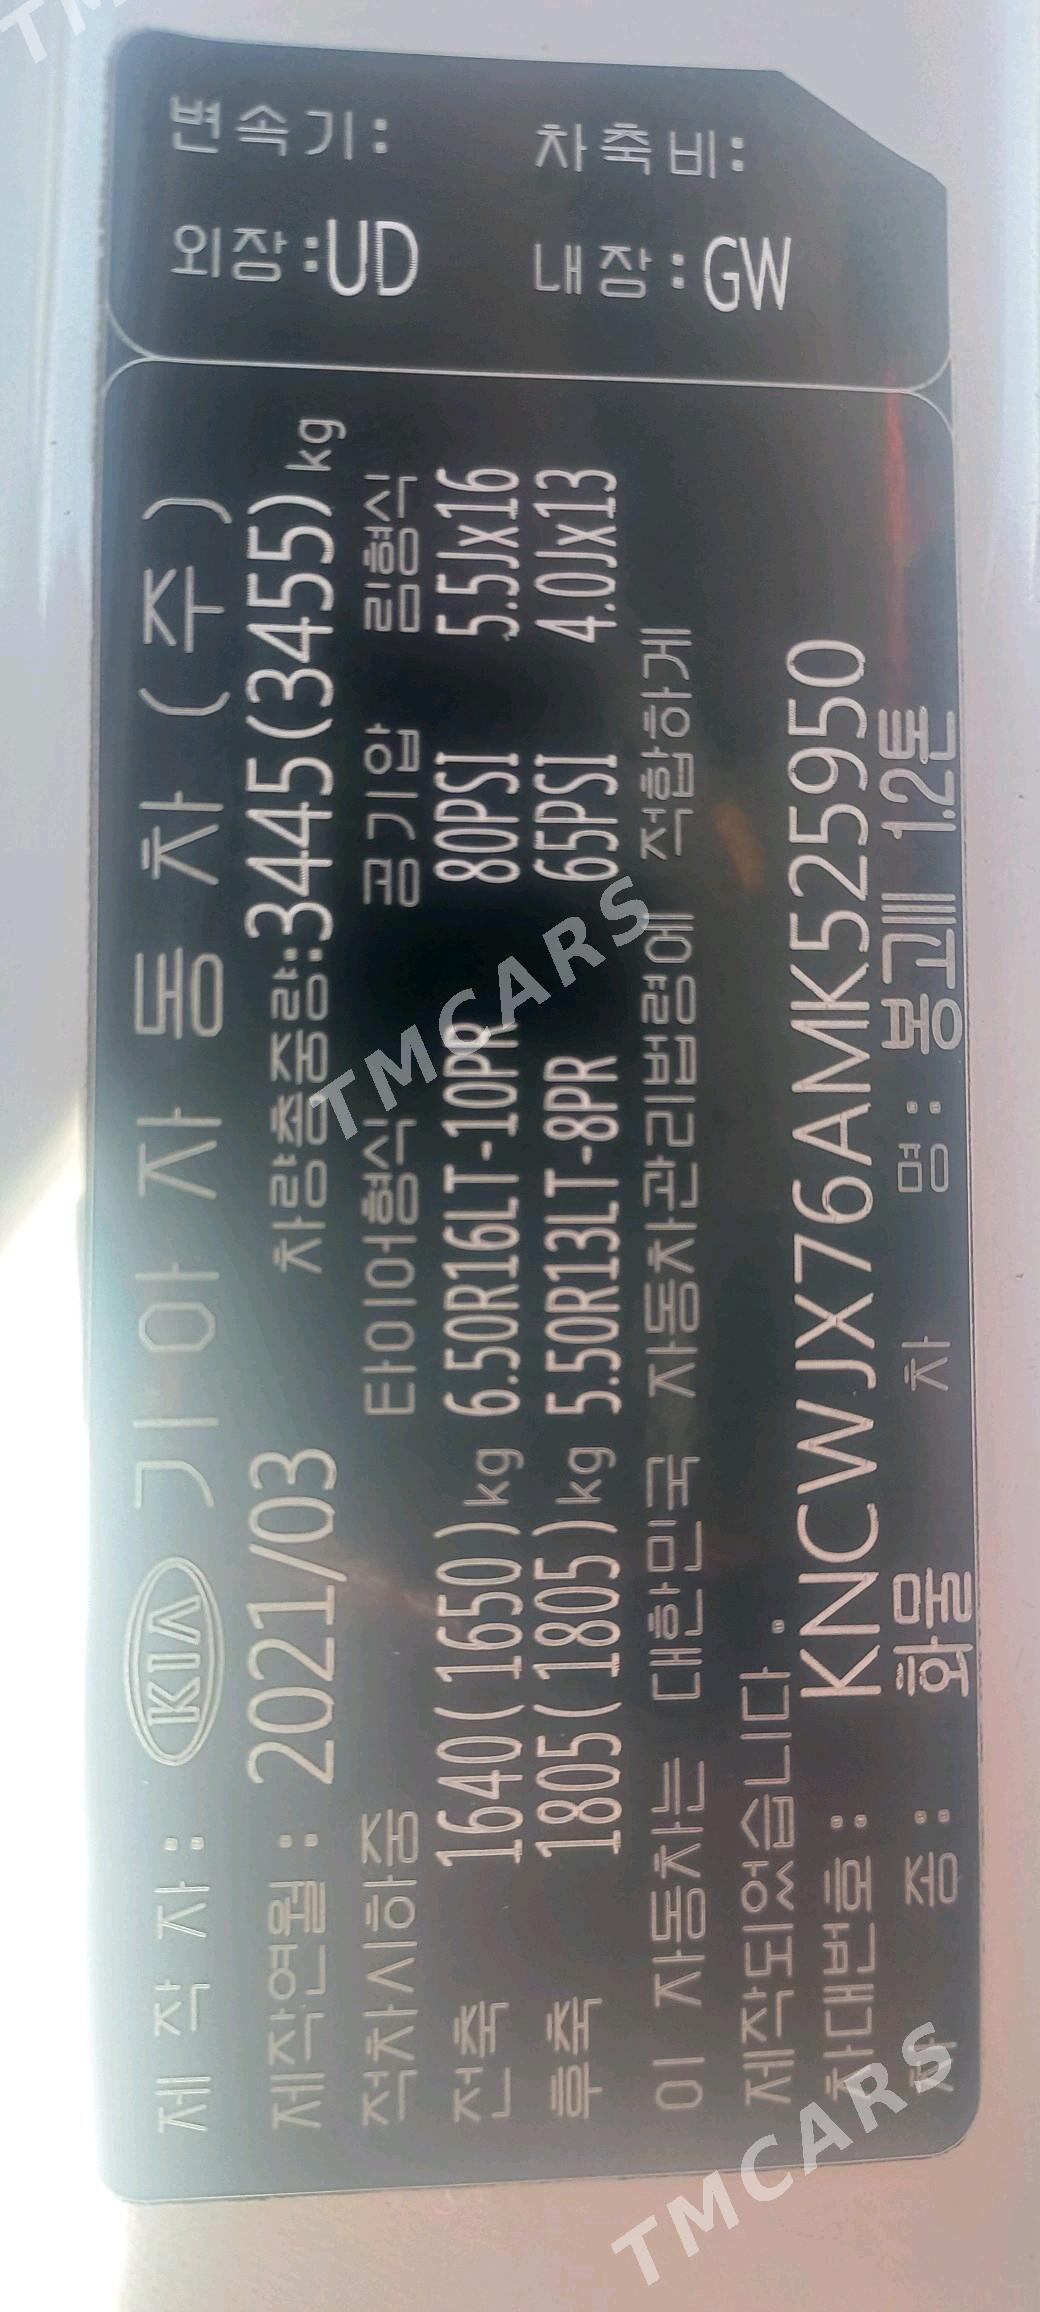 제 작 자 : KIA 기아자동차(주)
제작연월 : 2021/03 차량총중량:3445(3455)kg
적차시하중 타이어형식 공기압 림형식
전축 1640(1650)kg 6.50R16LT-10PR 80PSI 5.5Jx16
후축 1805(1805)kg 5.50R13LT-8PR 65PSI 4.0Jx13
이 자동차는 대한민국 자동차관리법령에 적합하게
제작되었습니다.
차대번호 : KNCWJX76AMK525950
차 종 : 화물 차 명 : 봉고Ⅲ 1.2톤
변속기: 차축비:
외장:UD 내장:GW
TMCARS
TMCARS
TM